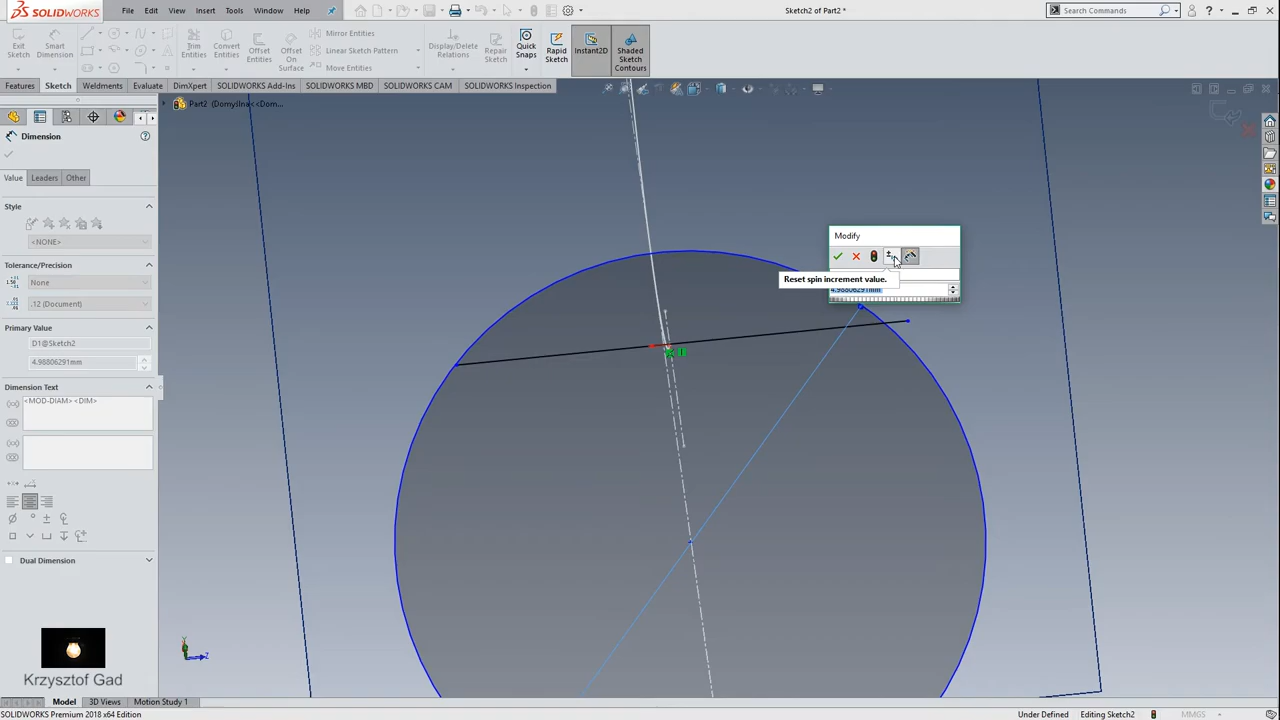 SOLIDWORKS
File
Edit
View
Insert
Tools
Window
Help
Sketch2 of Part2 *
Search Commands
?
Exit
Sketch
Smart
Dimension
Trim
Entities
Convert
Entities
Offset
Entities
Offset
On
Surface
Mirror Entities
Linear Sketch Pattern
Move Entities
Display/Delete
Relations
Repair
Sketch
Quick
Snaps
Rapid
Sketch
Instant2D
Shaded
Sketch
Contours
Features
Sketch
Weldments
Evaluate
DimXpert
SOLIDWORKS Add-Ins
SOLIDWORKS MBD
SOLIDWORKS CAM
SOLIDWORKS Inspection
Part2 (Domyślna<<Dom...
Dimension
Value
Leaders
Other
Style
<NONE>
Tolerance/Precision
None
.12 (Document)
Primary Value
D1@Sketch2
4.98806291mm
Dimension Text
<MOD-DIAM><DIM>
Dual Dimension
Modify
Reset spin increment value.
4.98806291mm
Krzysztof Gad
Model
3D Views
Motion Study 1
SOLIDWORKS Premium 2018 x64 Edition
Under Defined
Editing Sketch2
MMGS